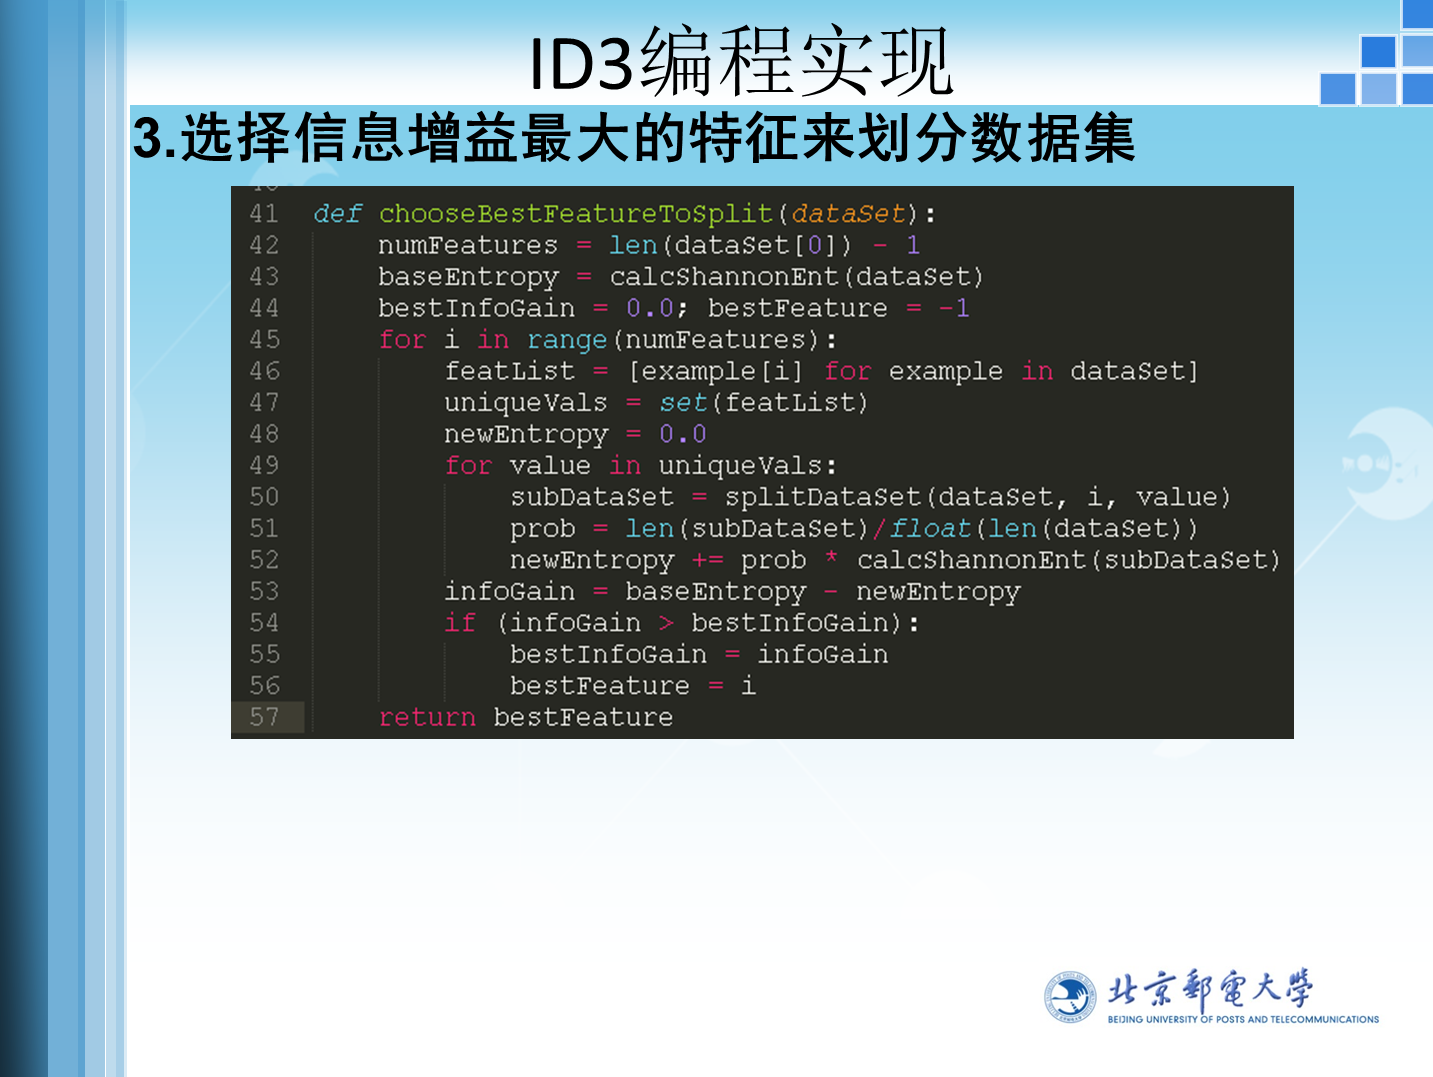 ID3编程实现
3.选择信息增益最大的特征来划分数据集
41 def chooseBestFeatureToSplit(dataSet):
42     numFeatures = len(dataSet[0]) - 1
43     baseEntropy = calcShannonEnt(dataSet)
44     bestInfoGain = 0.0; bestFeature = -1
45     for i in range(numFeatures):
46         featList = [example[i] for example in dataSet]
47         uniqueVals = set(featList)
48         newEntropy = 0.0
49         for value in uniqueVals:
50             subDataSet = splitDataSet(dataSet, i, value)
51             prob = len(subDataSet)/float(len(dataSet))
52             newEntropy += prob * calcShannonEnt(subDataSet)
53         infoGain = baseEntropy - newEntropy
54         if (infoGain > bestInfoGain):
55             bestInfoGain = infoGain
56             bestFeature = i
57     return bestFeature
北京郵電大學
BEIJING UNIVERSITY OF POSTS AND TELECOMMUNICATIONS